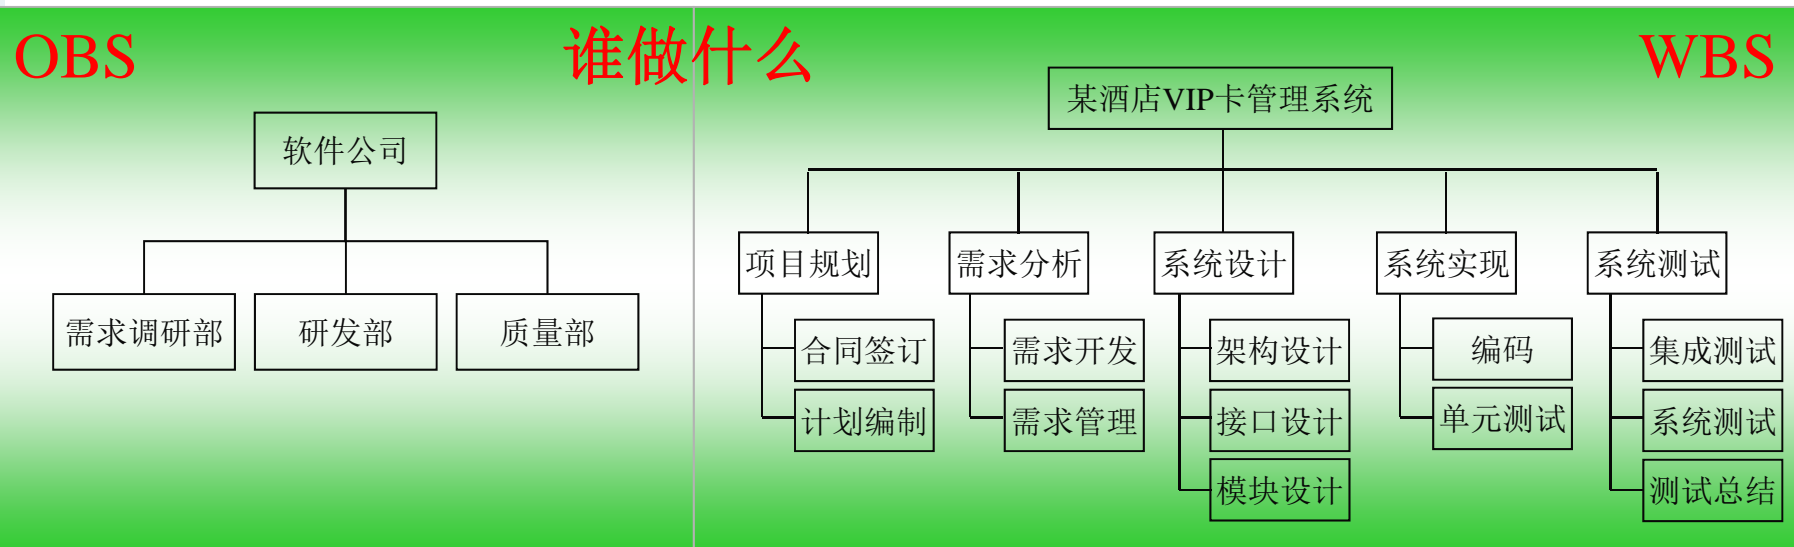 OBS
谁做什么
WBS
软件公司
需求调研部
研发部
质量部
某酒店VIP卡管理系统
项目规划
需求分析
系统设计
系统实现
系统测试
合同签订
计划编制
需求开发
需求管理
架构设计
接口设计
模块设计
编码
单元测试
集成测试
系统测试
测试总结